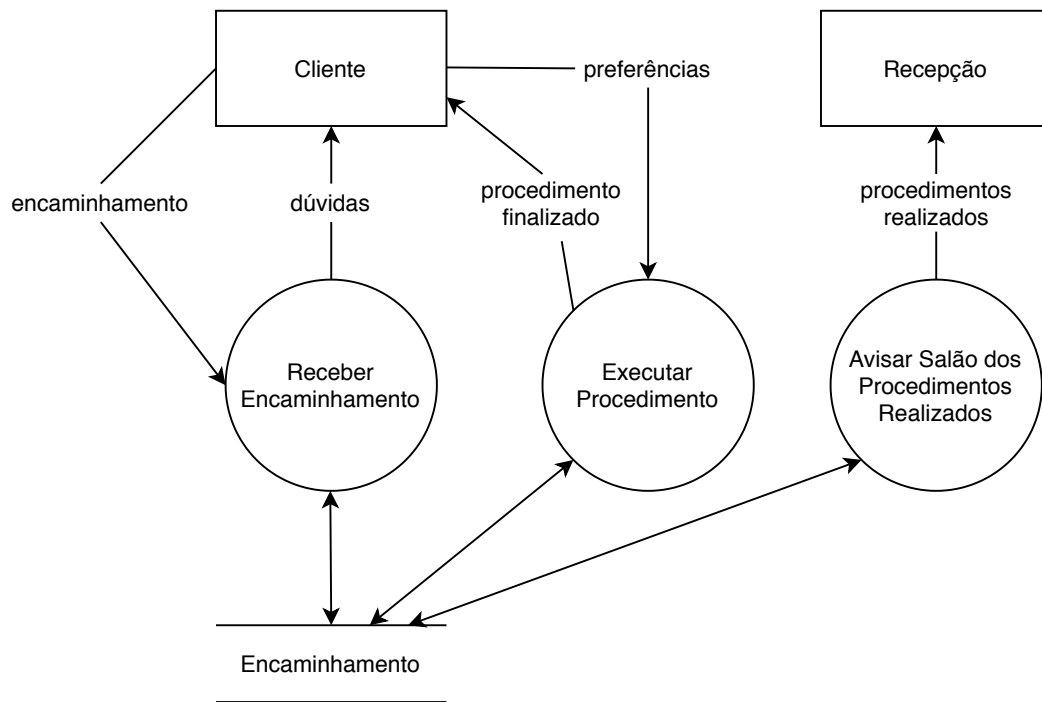 Cliente
preferências
Recepção
encaminhamento
dúvidas
procedimento
finalizado
procedimentos
realizados
Receber
Encaminhamento
Executar
Procedimento
Avisar Salão dos
Procedimentos
Realizados
Encaminhamento